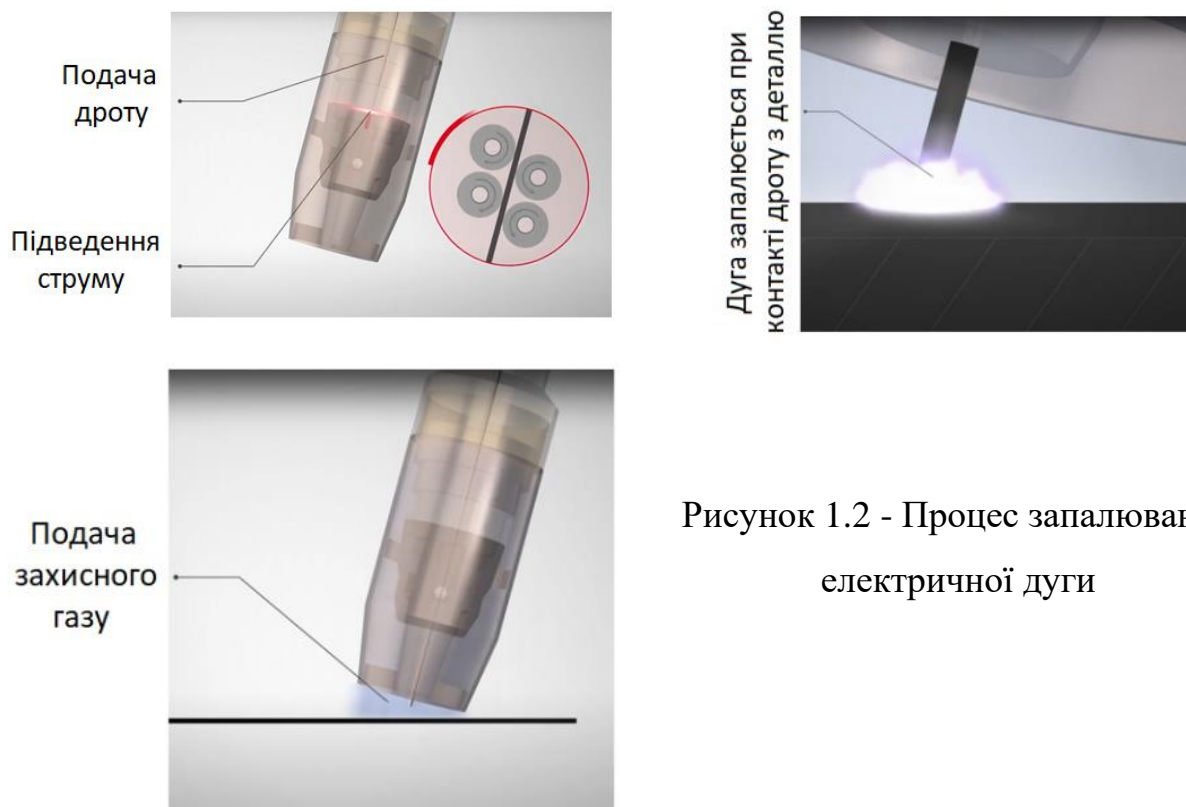 Подача
дроту
Підведення
струму
Дуга запалюється при
контакті дроту з деталлю
Подача
захисного
газу
Рисунок 1.2 - Процес запалюван
електричної дуги